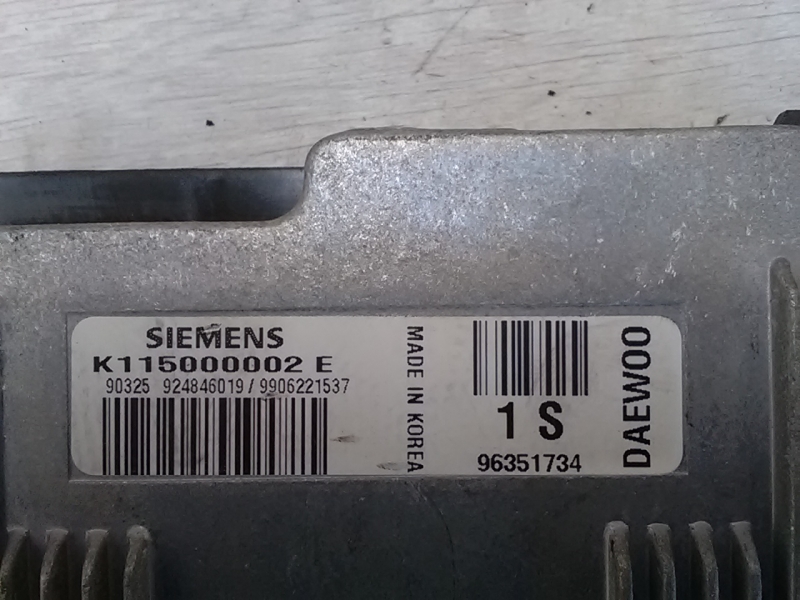 SIEMENS
K115000002 E
90325 924846019 / 9906221537
MADE IN KOREA
1 S
96351734
DAEWOO